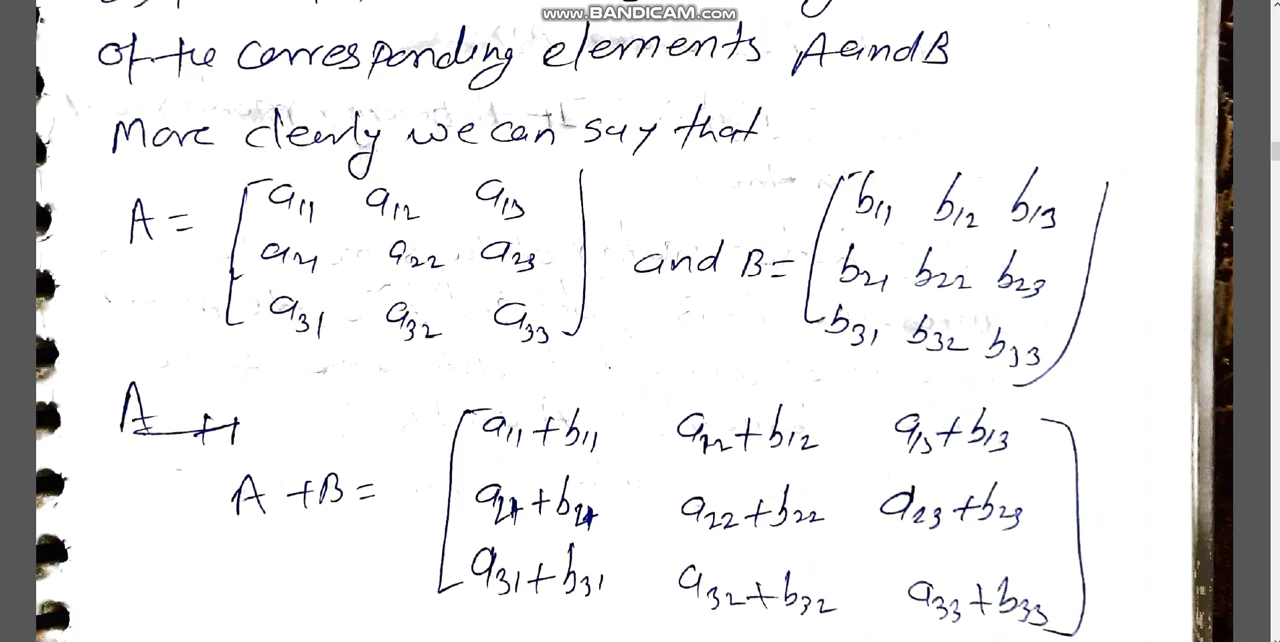 www.BANDICAM.com
of the corresponding elements A and B
More clearly we can say that
A = [a11 a12 a13
a21 a22 a23
a31 a32 a33] and B = [b11 b12 b13
b21 b22 b23
b31 b32 b33]
A +
A + B = [a11 + b11 a12 + b12 a13 + b13
a21 + b21 a22 + b22 a23 + b23
a31 + b31 a32 + b32 a33 + b33]